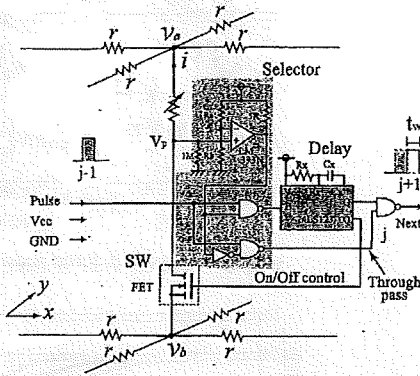 r
r
Va
r
r
i
Selector
VP
1M
Delay
Rx
Cx
tw
j-1
j+1
Pulse
Vcc
GND
j
Next
SW
FET
On/Off control
Through
pass
y
x
r
r
r
Vb
r